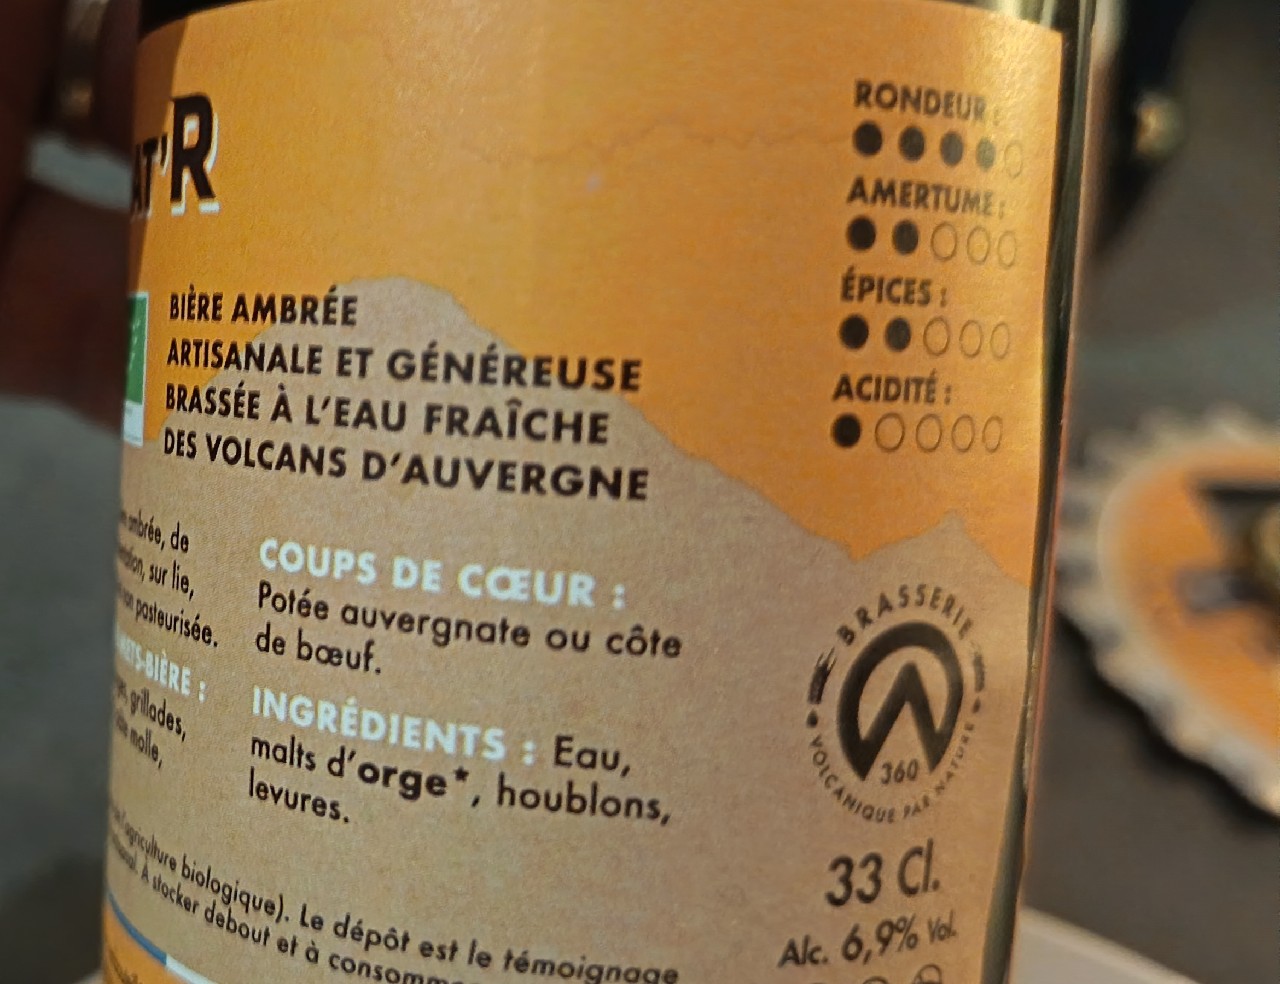 AT'R
BIÈRE AMBRÉE
ARTISANALE ET GÉNÉREUSE
BRASSÉE À L'EAU FRAÎCHE
DES VOLCANS D'AUVERGNE
ambrée, de
sur lie,
pasteurisée.
METS-BIÈRE :
grillades,
molle,
COUPS DE CŒUR :
Potée auvergnate ou côte
de bœuf.
INGRÉDIENTS : Eau,
malts d'orge*, houblons,
levures.
l'agriculture biologique). Le dépôt est le témoignage
À stocker debout et à
RONDEUR :
AMERTUME :
ÉPICES :
ACIDITÉ :
BRASSERIE
360
VOLCANIQUE PAR NATURE
33 Cl.
Alc. 6,9% Vol.